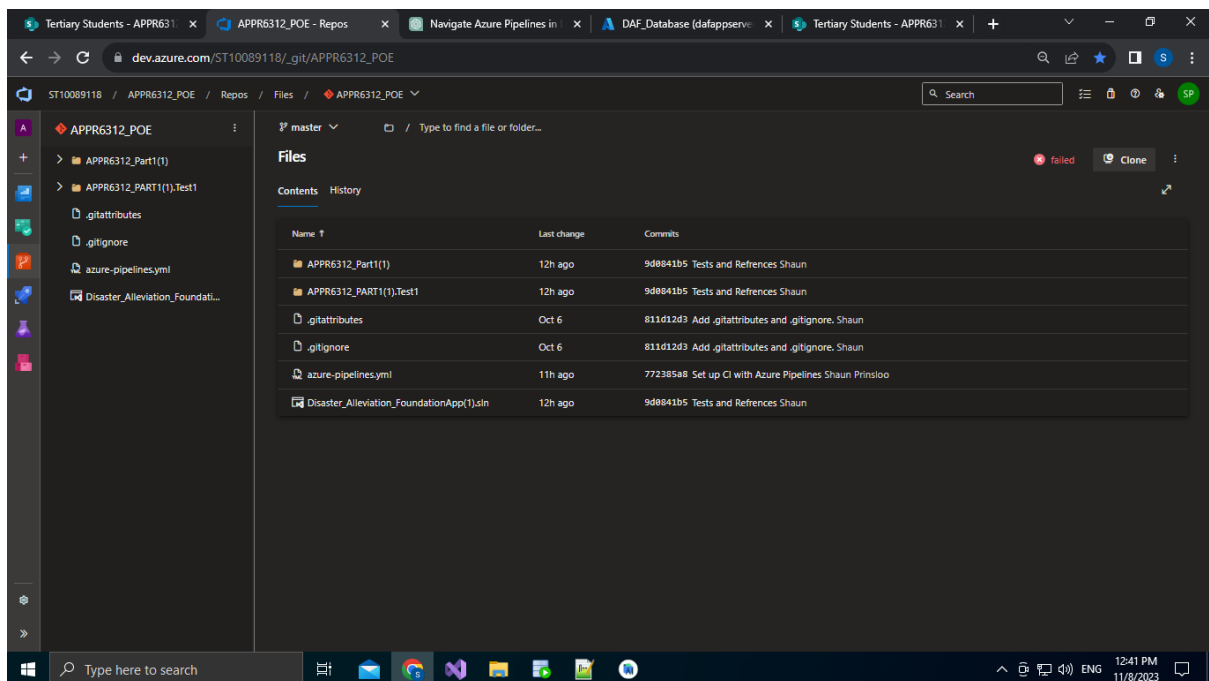 Tertiary Students - APPR631
APPR6312_POE - Repos
Navigate Azure Pipelines in
DAF_Database (dafappserve
Tertiary Students - APPR631
dev.azure.com/ST10089118/_git/APPR6312_POE
S
ST10089118 / APPR6312_POE / Repos / Files / APPR6312_POE
Search
SP
A
APPR6312_POE
master
/ Type to find a file or folder...
APPR6312_Part1(1)
APPR6312_PART1(1).Test1
.gitattributes
.gitignore
azure-pipelines.yml
Disaster_Alleviation_Foundati...
Files
failed
Clone
Contents History
Name ↑ Last change Commits
APPR6312_Part1(1) 12h ago 9d0841b5 Tests and Refrences Shaun
APPR6312_PART1(1).Test1 12h ago 9d0841b5 Tests and Refrences Shaun
.gitattributes Oct 6 811d12d3 Add .gitattributes and .gitignore. Shaun
.gitignore Oct 6 811d12d3 Add .gitattributes and .gitignore. Shaun
azure-pipelines.yml 11h ago 772385a8 Set up CI with Azure Pipelines Shaun Prinsloo
Disaster_Alleviation_FoundationApp(1).sln 12h ago 9d0841b5 Tests and Refrences Shaun
Type here to search
ENG
12:41 PM
11/8/2023